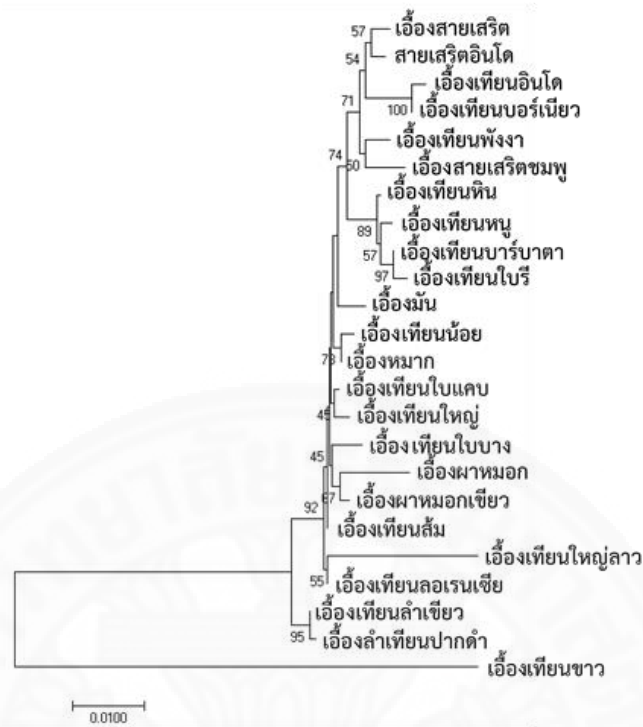 57
เอื้องสายเสริต
54
สายเสริตอินโด
เอื้องเทียนอินโด
71
100
เอื้องเทียนบอร์เนียว
เอื้องเทียนพังงา
74
60
เอื้องสายเสริตชมพู
เอื้องเทียนหิน
89
เอื้องเทียนหนู
57
เอื้องเทียนบาร์บาตา
97
เอื้องเทียนใบรี
เอื้องมัน
เอื้องเทียนน้อย
73
เอื้องหมาก
เอื้องเทียนใบแคบ
45
เอื้องเทียนใหญ่
เอื้องเทียนใบบาง
45
เอื้องผาหมอก
67
เอื้องผาหมอกเขียว
92
เอื้องเทียนส้ม
เอื้องเทียนใหญ่ลาว
55
เอื้องเทียนลอเรนเซีย
เอื้องเทียนลำเขียว
95
เอื้องลำเทียนปากดำ
เอื้องเทียนขาว
0.0100